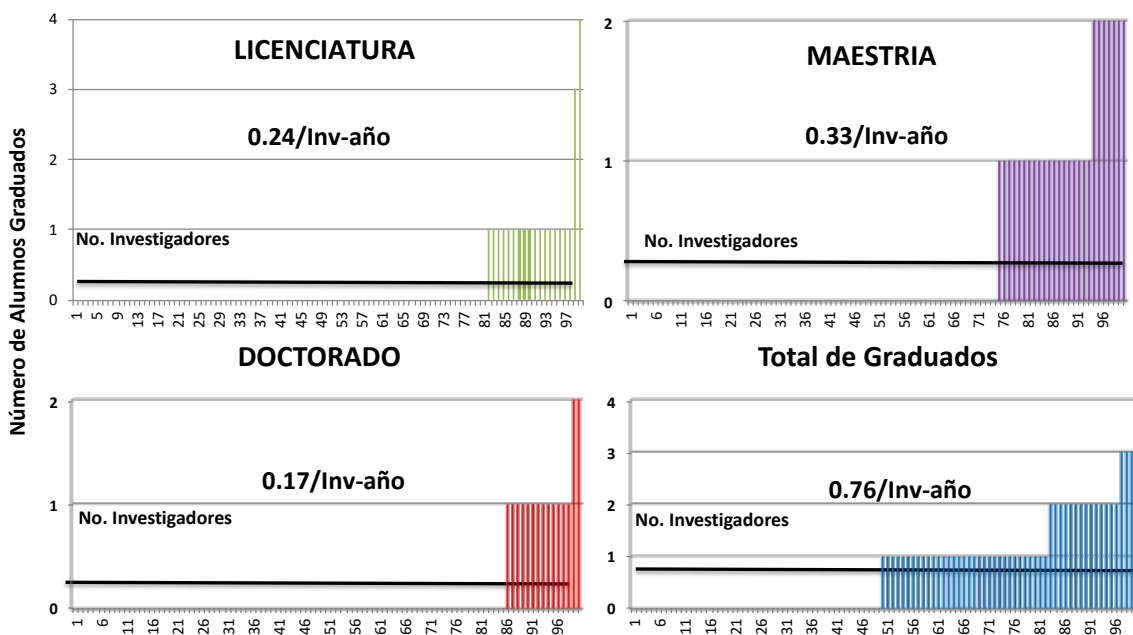 Número de Alumnos Graduados
LICENCIATURA
0.24/Inv-año
No. Investigadores
4
3
2
1
0
1 5 9 13 17 21 25 29 33 37 41 45 49 53 57 61 65 69 73 77 81 85 89 93 97
MAESTRIA
0.33/Inv-año
No. Investigadores
2
1
0
1 6 11 16 21 26 31 36 41 46 51 56 61 66 71 76 81 86 91 96
DOCTORADO
0.17/Inv-año
No. Investigadores
2
1
0
1 6 11 16 21 26 31 36 41 46 51 56 61 66 71 76 81 86 91 96
Total de Graduados
0.76/Inv-año
No. Investigadores
4
3
2
1
0
1 6 11 16 21 26 31 36 41 46 51 56 61 66 71 76 81 86 91 96